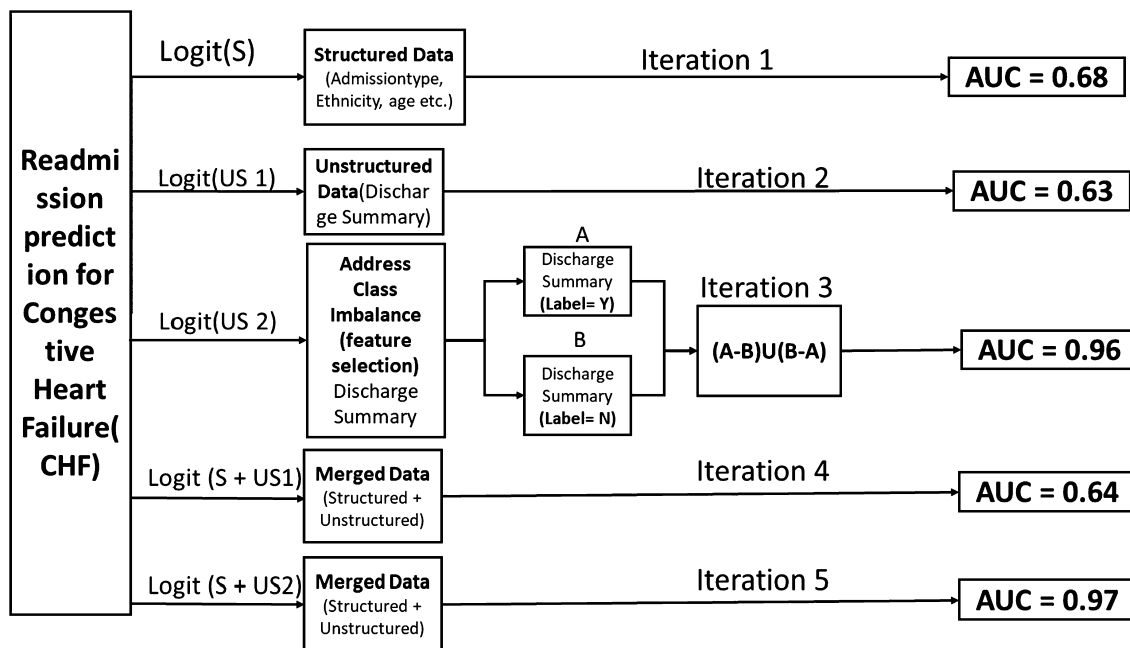 Readmi
ssion
predict
ion for
Conges
tive
Heart
Failure(
CHF)
Logit(S)
Structured Data
(Admissiontype,
Ethnicity, age etc.)
Iteration 1
AUC = 0.68
Logit(US 1)
Unstructured
Data(Dischar
ge Summary)
Iteration 2
AUC = 0.63
Logit(US 2)
Address
Class
Imbalance
(feature
selection)
Discharge
Summary
A
Discharge
Summary
(Label= Y)
B
Discharge
Summary
(Label= N)
Iteration 3
(A-B)U(B-A)
AUC = 0.96
Logit (S + US1)
Merged Data
(Structured +
Unstructured)
Iteration 4
AUC = 0.64
Logit (S + US2)
Merged Data
(Structured +
Unstructured)
Iteration 5
AUC = 0.97